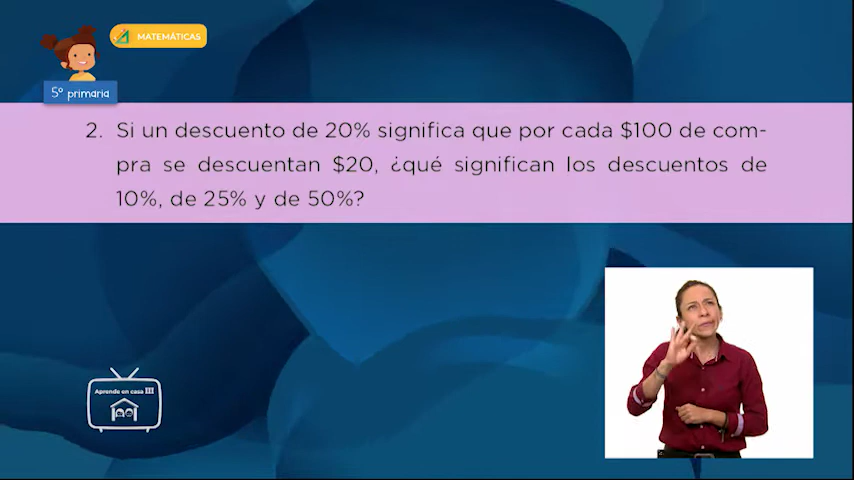 MATEMÁTICAS
5º primaria
2. Si un descuento de 20% significa que por cada $100 de com-
pra se descuentan $20, ¿qué significan los descuentos de
10%, de 25% y de 50%?
Aprende en casa III